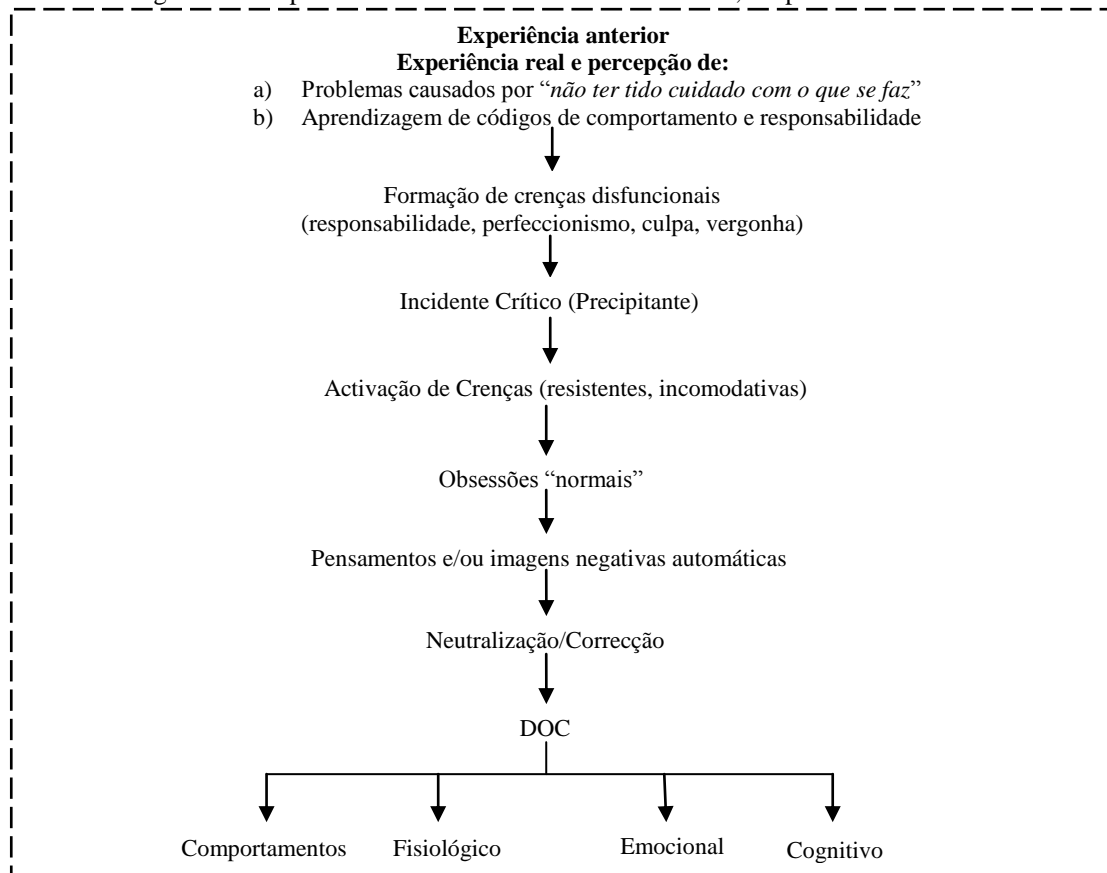 Experiência anterior
Experiência real e percepção de:
a) Problemas causados por “não ter tido cuidado com o que se faz”
b) Aprendizagem de códigos de comportamento e responsabilidade
Formação de crenças disfuncionais
(responsabilidade, perfeccionismo, culpa, vergonha)
Incidente Crítico (Precipitante)
Activação de Crenças (resistentes, incomodativas)
Obsessões “normais”
Pensamentos e/ou imagens negativas automáticas
Neutralização/Correcção
DOC
Comportamentos Fisiológico Emocional Cognitivo